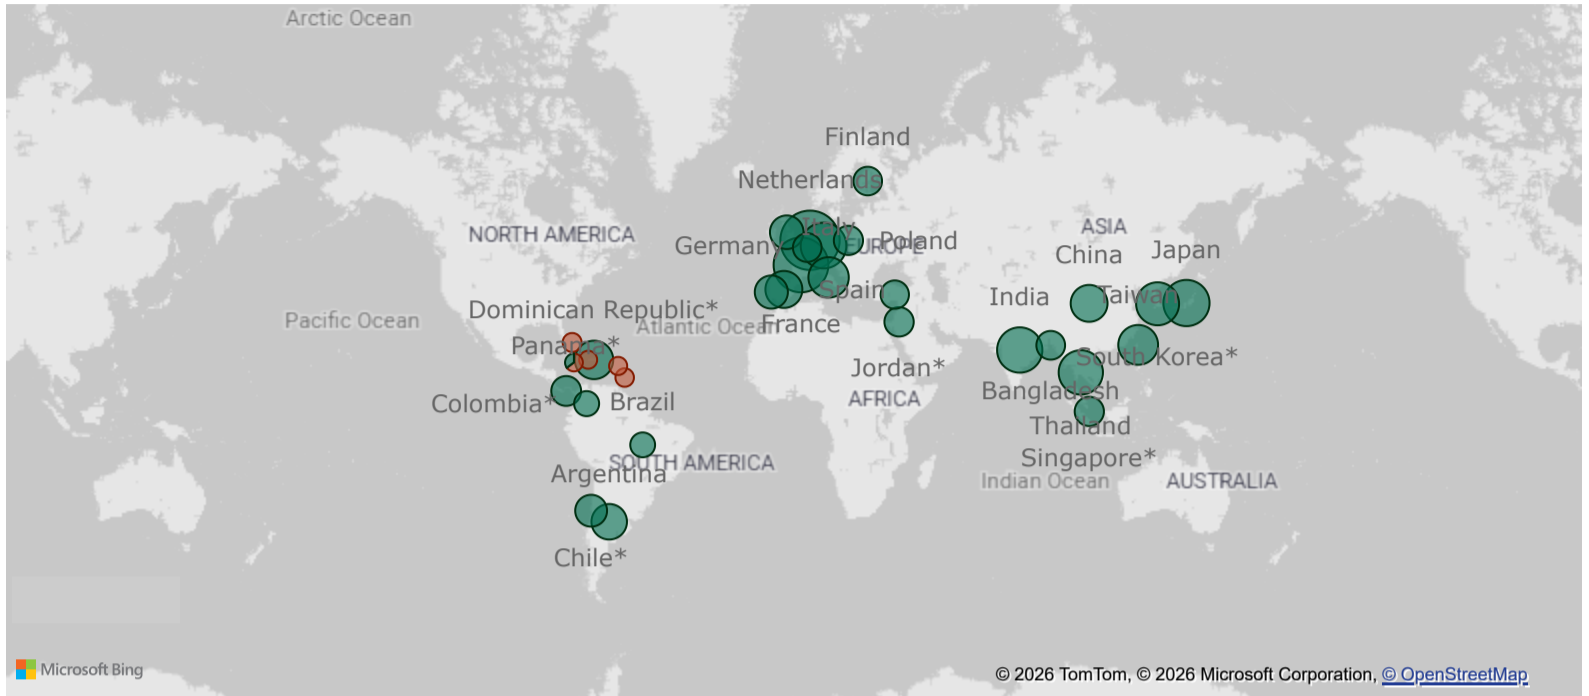 Arctic Ocean
Finland
Netherlands
Italy
NORTH AMERICA
ASIA
Germany
EUROPE
Poland
China
Japan
Spain
India
Taiwan
Dominican Republic*
Pacific Ocean
Atlantic Ocean
France
Panama*
South Korea*
Jordan*
Bangladesh
Colombia*
Brazil
AFRICA
Thailand
SOUTH AMERICA
Singapore*
Argentina
Indian Ocean
AUSTRALIA
Chile*
Microsoft Bing
© 2026 TomTom, © 2026 Microsoft Corporation, © OpenStreetMap